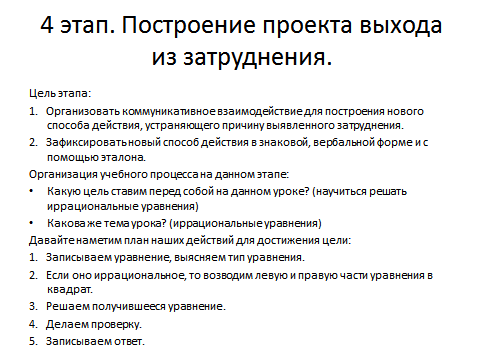 4 этап. Построение проекта выхода
из затруднения.
Цель этапа:
1. Организовать коммуникативное взаимодействие для построения нового
способа действия, устраняющего причину выявленного затруднения.
2. Зафиксировать новый способ действия в знаковой, вербальной форме и с
помощью эталона.
Организация учебного процесса на данном этапе:
• Какую цель ставим перед собой на данном уроке? (научиться решать
иррациональные уравнения)
• Какова же тема урока? (иррациональные уравнения)
Давайте наметим план наших действий для достижения цели:
1. Записываем уравнение, выясняем тип уравнения.
2. Если оно иррациональное, то возводим левую и правую части уравнения в
квадрат.
3. Решаем получившееся уравнение.
4. Делаем проверку.
5. Записываем ответ.